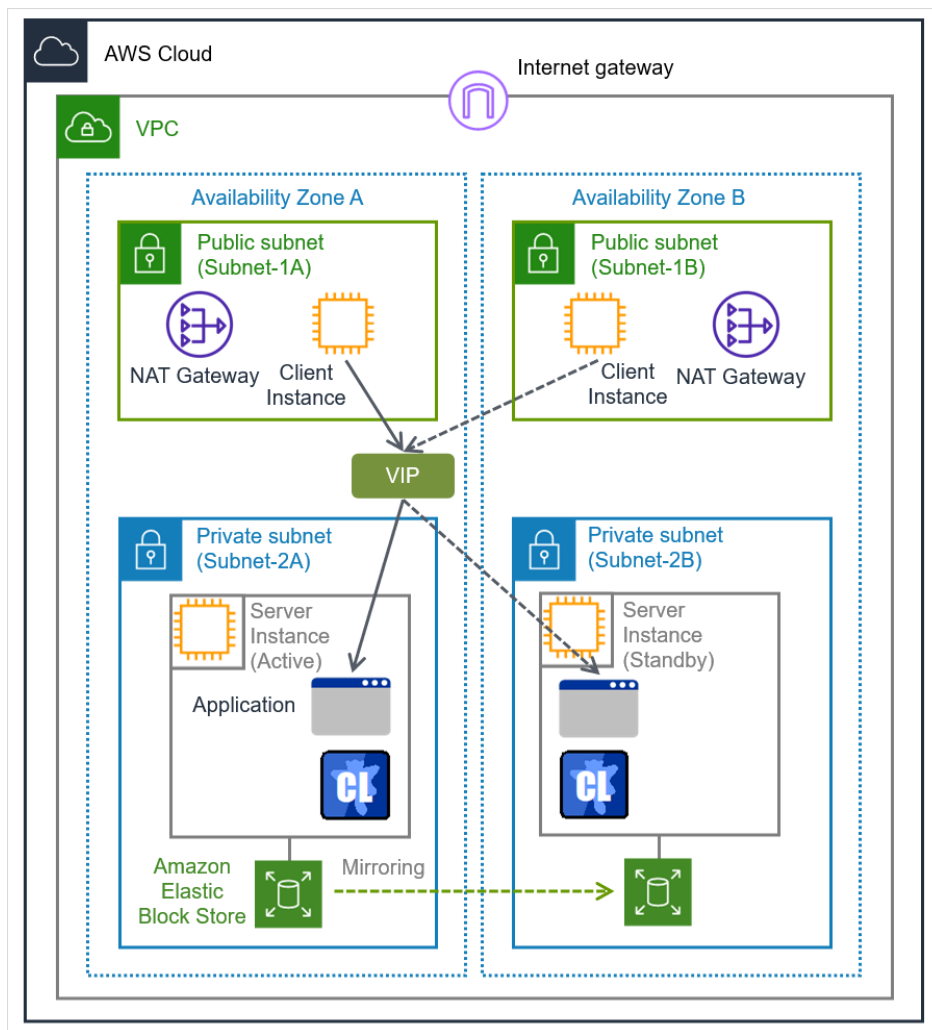 AWS Cloud
Internet gateway
VPC
Availability Zone A
Availability Zone B
Public subnet
(Subnet-1A)
Public subnet
(Subnet-1B)
NAT Gateway
Client
Instance
Client
Instance
NAT Gateway
VIP
Private subnet
(Subnet-2A)
Private subnet
(Subnet-2B)
Server
Instance
(Active)
Server
Instance
(Standby)
Application
CL
CL
Amazon
Elastic
Block Store
Mirroring